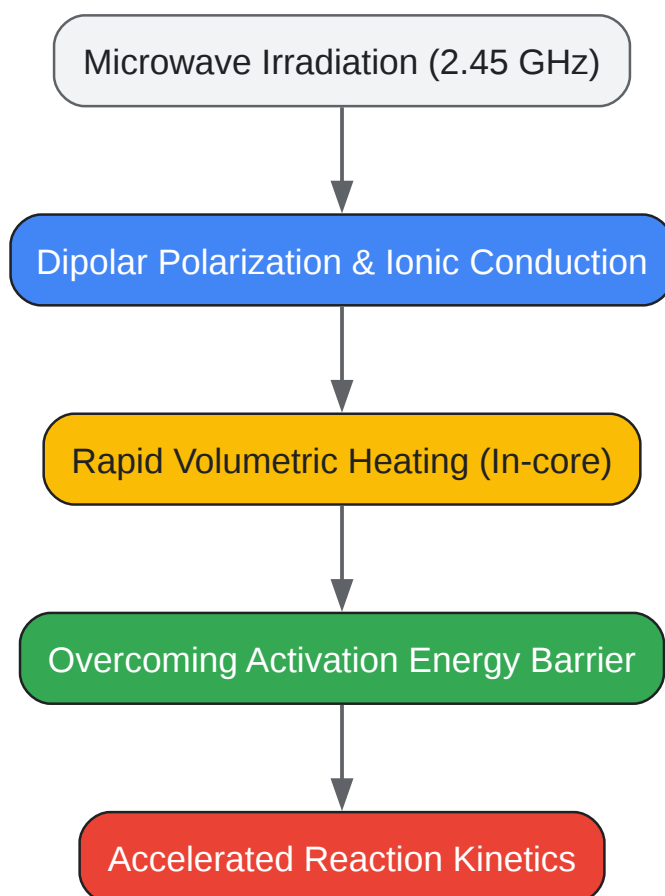 Microwave Irradiation (2.45 GHz)
Dipolar Polarization & Ionic Conduction
Rapid Volumetric Heating (In-core)
Overcoming Activation Energy Barrier
Accelerated Reaction Kinetics